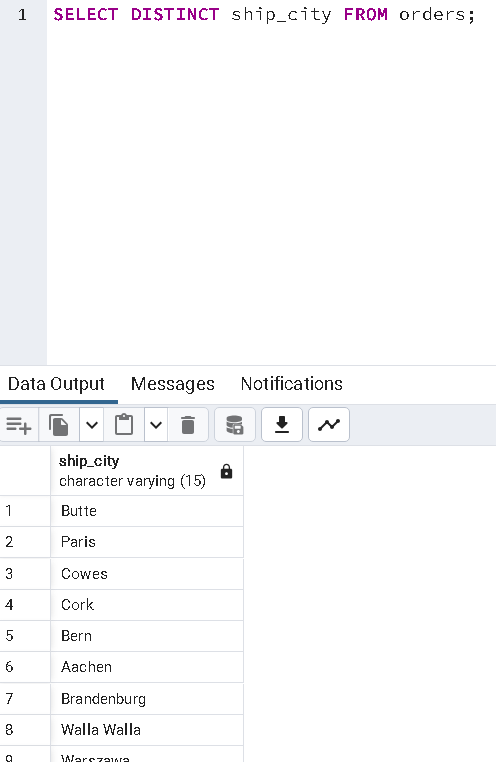 1 SELECT DISTINCT ship_city FROM orders;
Data Output Messages Notifications
ship_city
character varying (15)
1 Butte
2 Paris
3 Cowes
4 Cork
5 Bern
6 Aachen
7 Brandenburg
8 Walla Walla
9 Warszawa